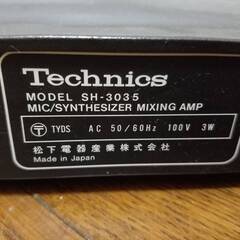 Technics
MODEL SH-3035
MIC/SYNTHESIZER MIXING AMP
TYDS AC 50/60Hz 100V 3W
松下電器産業株式会社
Made in Japan